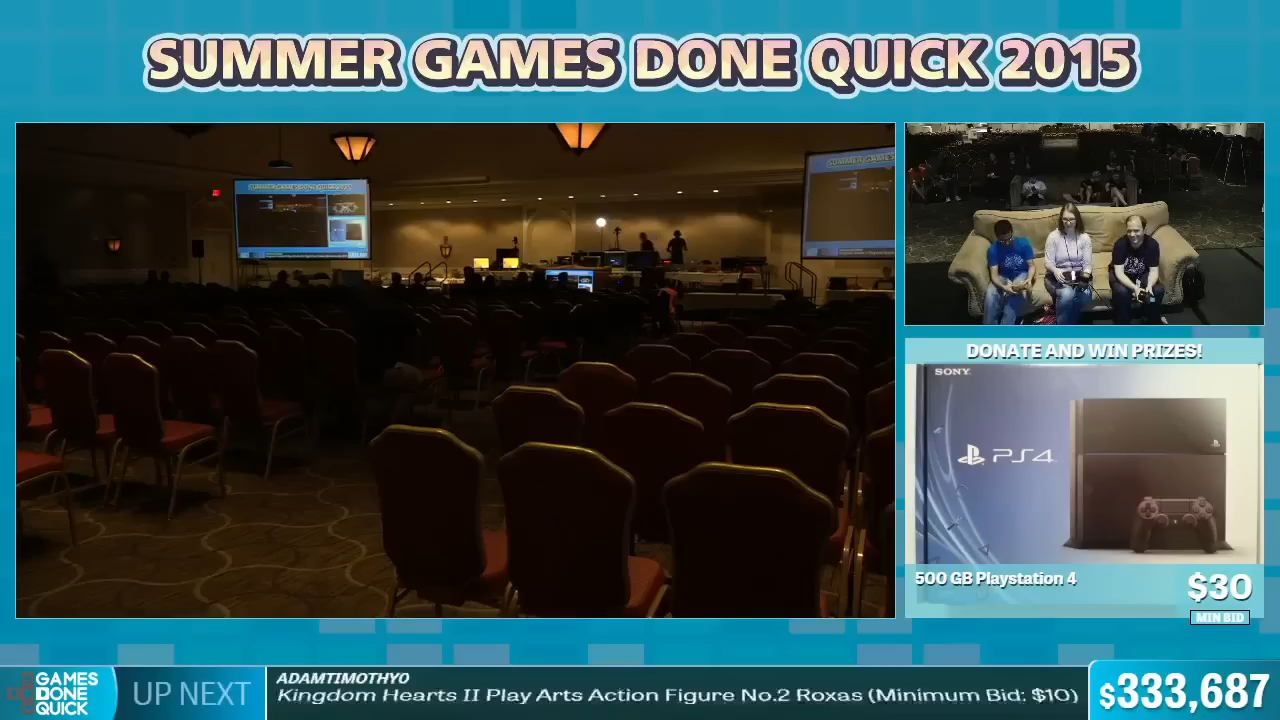 SUMMER GAMES DONE QUICK 2015
DONATE AND WIN PRIZES!
SONY
PS4
500 GB Playstation 4
$30
MIN BID
GAMES
DONE
QUICK
UP NEXT
ADAMTIMOTHYO
Kingdom Hearts II Play Arts Action Figure No.2 Roxas (Minimum Bid: $10)
$333,687